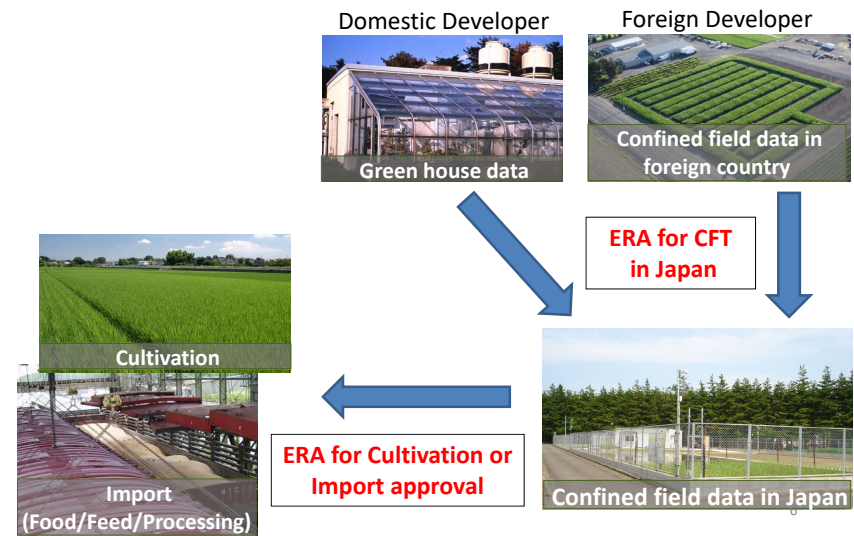 Domestic Developer
Foreign Developer
Green house data
Confined field data in
foreign country
ERA for CFT
in Japan
Cultivation
Import
(Food/Feed/Processing)
ERA for Cultivation or
Import approval
Confined field data in Japan
6